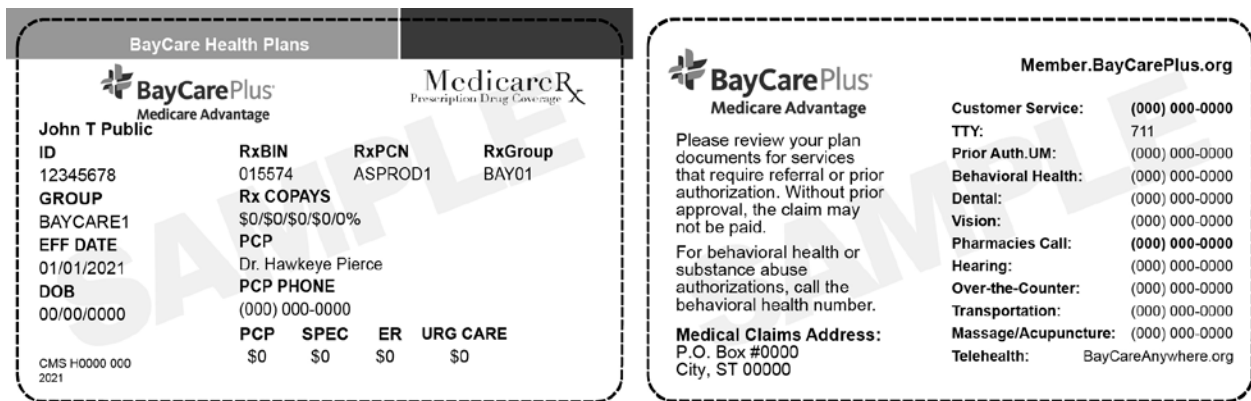 BayCare Health Plans
BayCarePlus
Medicare Advantage
MedicareRx
Prescription Drug Coverage
John T Public
ID RxBIN RxPCN RxGroup
12345678 015574 ASPROD1 BAY01
GROUP Rx COPAYS
BAYCARE1 $0/$0/$0/$0/0%
EFF DATE PCP
01/01/2021 Dr. Hawkeye Pierce
DOB PCP PHONE
00/00/0000 (000) 000-0000
PCP SPEC ER URG CARE
$0 $0 $0 $0
CMS H0000 000
2021
SAMPLE
BayCarePlus
Medicare Advantage
Please review your plan
documents for services
that require referral or prior
authorization. Without prior
approval, the claim may
not be paid.
For behavioral health or
substance abuse
authorizations, call the
behavioral health number.
Medical Claims Address:
P.O. Box #0000
City, ST 00000
Member.BayCarePlus.org
Customer Service: (000) 000-0000
TTY: 711
Prior Auth.UM: (000) 000-0000
Behavioral Health: (000) 000-0000
Dental: (000) 000-0000
Vision: (000) 000-0000
Pharmacies Call: (000) 000-0000
Hearing: (000) 000-0000
Over-the-Counter: (000) 000-0000
Transportation: (000) 000-0000
Massage/Acupuncture: (000) 000-0000
Telehealth: BayCareAnywhere.org
SAMPLE